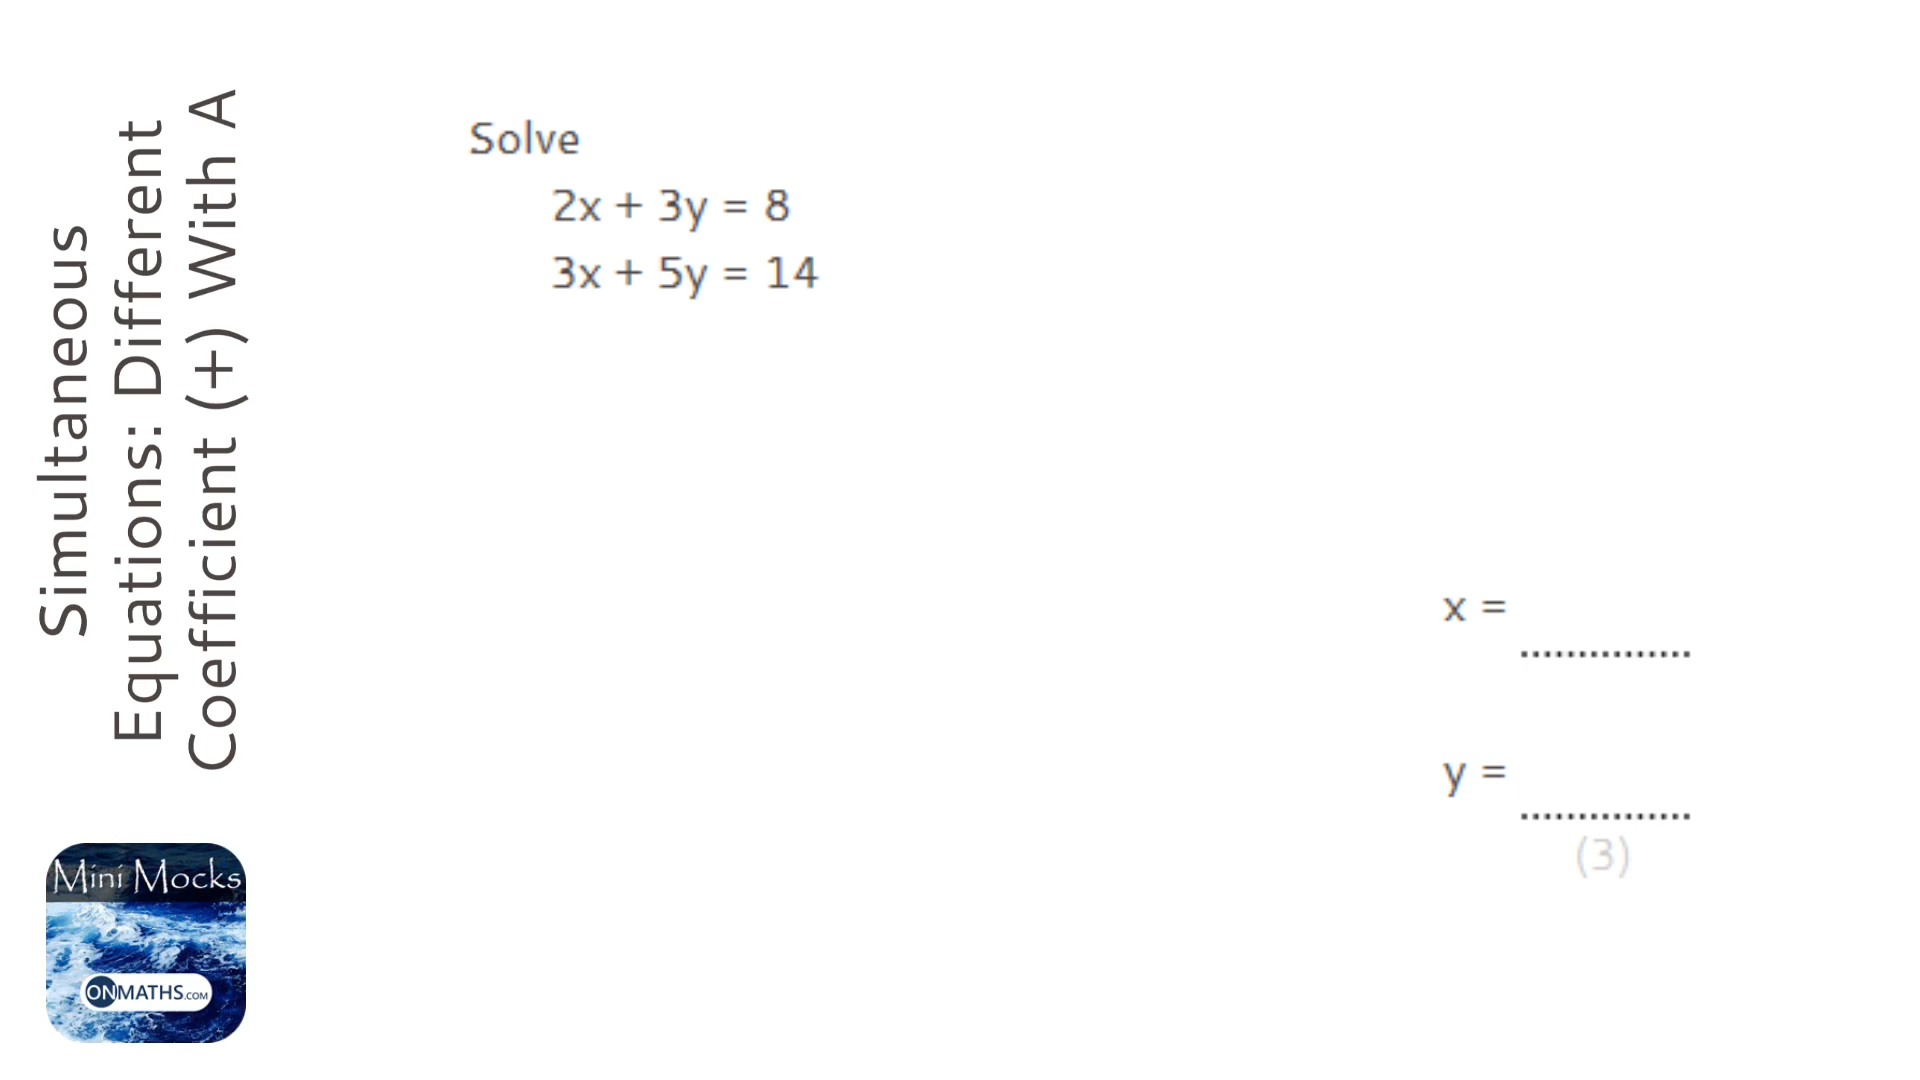 Simultaneous
Equations: Different
Coefficient (+) With A
Solve
2x + 3y = 8
3x + 5y = 14
x =
...............
y =
...............
(3)
Mini Mocks
ONMATHS.COM